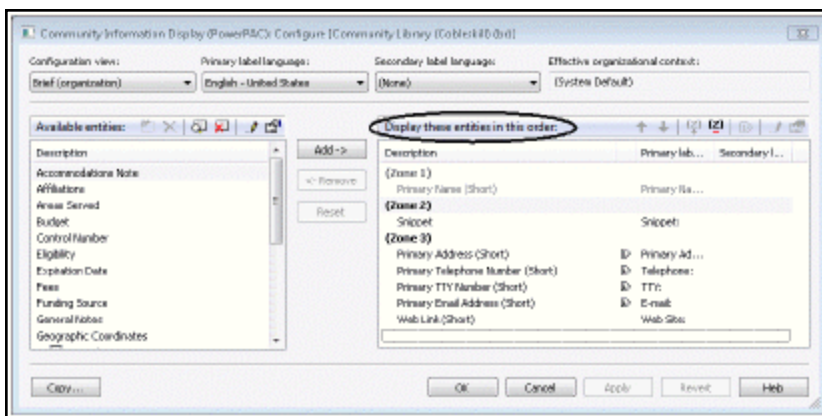 Community Information Display (PowerPAC): Configure [Community Library (Cobleskill) (br)]
Configuration view: Primary label language: Secondary label language: Effective organizational context:
Brief (organization) English - United States (None) (System Default)
Available entities: Display these entities in this order:
Description
Accommodations Note
Affiliations
Areas Served
Budget
Control Number
Eligibility
Expiration Date
Fees
Funding Source
General Notes
Geographic Coordinates
Add ->
<- Remove
Reset
Description Primary lab... Secondary l...
(Zone 1)
Primary Name (Short) Primary Na...
(Zone 2)
Snippet Snippet:
(Zone 3)
Primary Address (Short) Primary Ad...
Primary Telephone Number (Short) Telephone:
Primary TTY Number (Short) TTY:
Primary Email Address (Short) E-mail:
Web Link (Short) Web Site:
Copy... OK Cancel Apply Revert Help